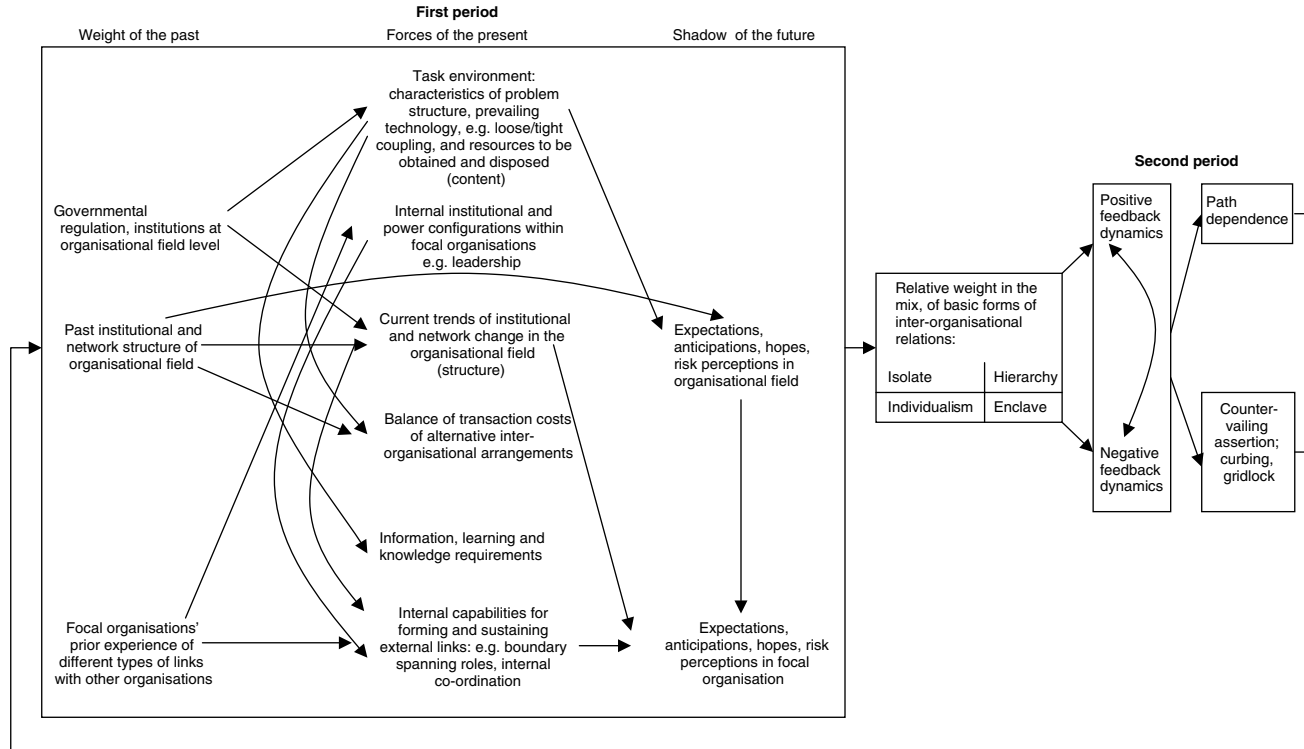 First period
Weight of the past
Forces of the present
Shadow of the future
Task environment:
characteristics of problem
structure, prevailing
technology, e.g. loose/tight
coupling, and resources to be
obtained and disposed
(content)
Governmental
regulation, institutions at
organisational field level
Internal institutional and
power configurations within
focal organisations
e.g. leadership
Past institutional and
network structure of
organisational field
Current trends of institutional
and network change in the
organisational field
(structure)
Expectations,
anticipations, hopes,
risk perceptions in
organisational field
Balance of transaction costs
of alternative inter-
organisational arrangements
Information, learning and
knowledge requirements
Focal organisations’
prior experience of
different types of links
with other organisations
Internal capabilities for
forming and sustaining
external links: e.g. boundary
spanning roles, internal
co-ordination
Expectations,
anticipations, hopes, risk
perceptions in focal
organisation
Relative weight in the
mix, of basic forms of
inter-organisational
relations:
Isolate
Hierarchy
Individualism
Enclave
Second period
Positive
feedback
dynamics
Negative
feedback
dynamics
Path
dependence
Counter-
vailing
assertion;
curbing,
gridlock